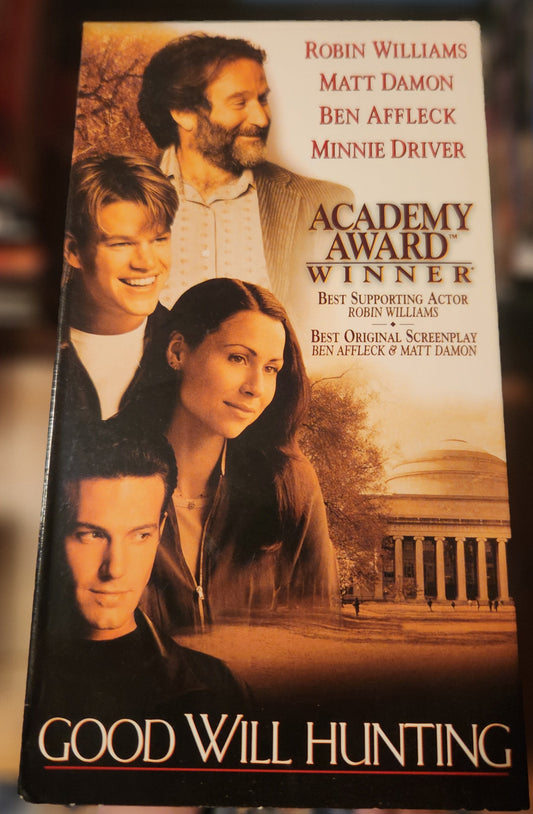 ROBIN WILLIAMS
MATT DAMON
BEN AFFLECK
MINNIE DRIVER
ACADEMY
AWARD™
WINNER®
BEST SUPPORTING ACTOR
ROBIN WILLIAMS
BEST ORIGINAL SCREENPLAY
BEN AFFLECK & MATT DAMON
GOOD WILL HUNTING